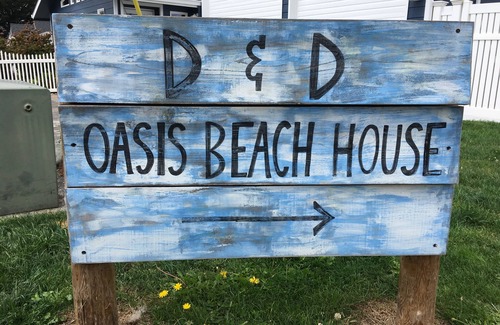 D & D
OASIS BEACH HOUSE